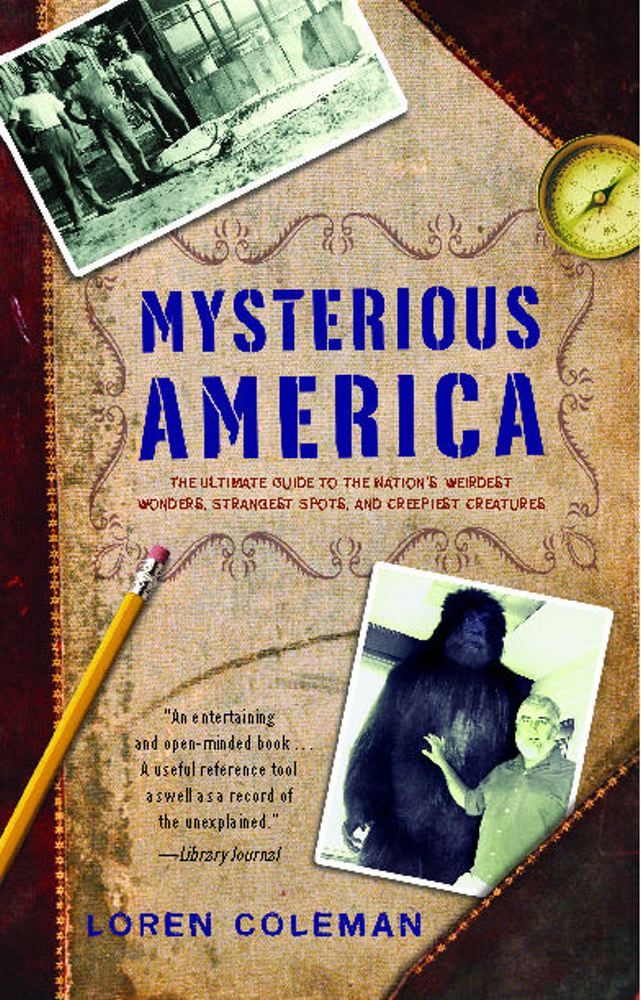 MYSTERIOUS
AMERICA
THE ULTIMATE GUIDE TO THE NATION'S WEIRDEST
WONDERS, STRANGEST SPOTS, AND CREEPIEST CREATURES
"An entertaining
and open-minded book . . .
A useful reference tool
as well as a record of
the unexplained."
—Library Journal
LOREN COLEMAN